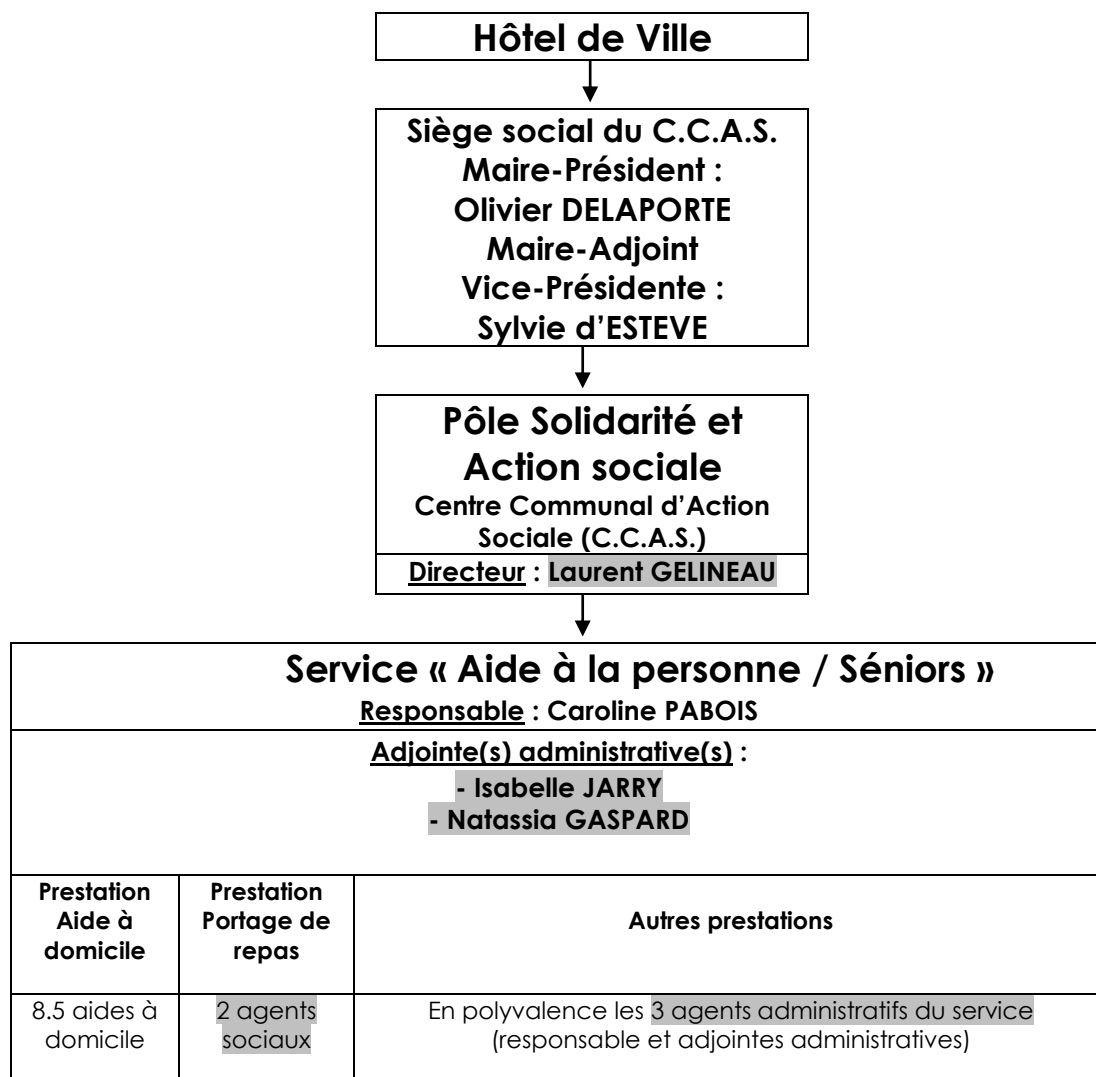 Hôtel de Ville
Siège social du C.C.A.S.
Maire-Président :
Olivier DELAPORTE
Maire-Adjoint
Vice-Présidente :
Sylvie d’ESTEVE
Pôle Solidarité et
Action sociale
Centre Communal d’Action
Sociale (C.C.A.S.)
Directeur : Laurent GELINEAU
Service « Aide à la personne / Séniors »
Responsable : Caroline PABOIS
Adjointe(s) administrative(s) :
- Isabelle JARRY
- Natassia GASPARD
Prestation
Aide à
domicile
Prestation
Portage de
repas
Autres prestations
8.5 aides à
domicile
2 agents
sociaux
En polyvalence les 3 agents administratifs du service
(responsable et adjointes administratives)